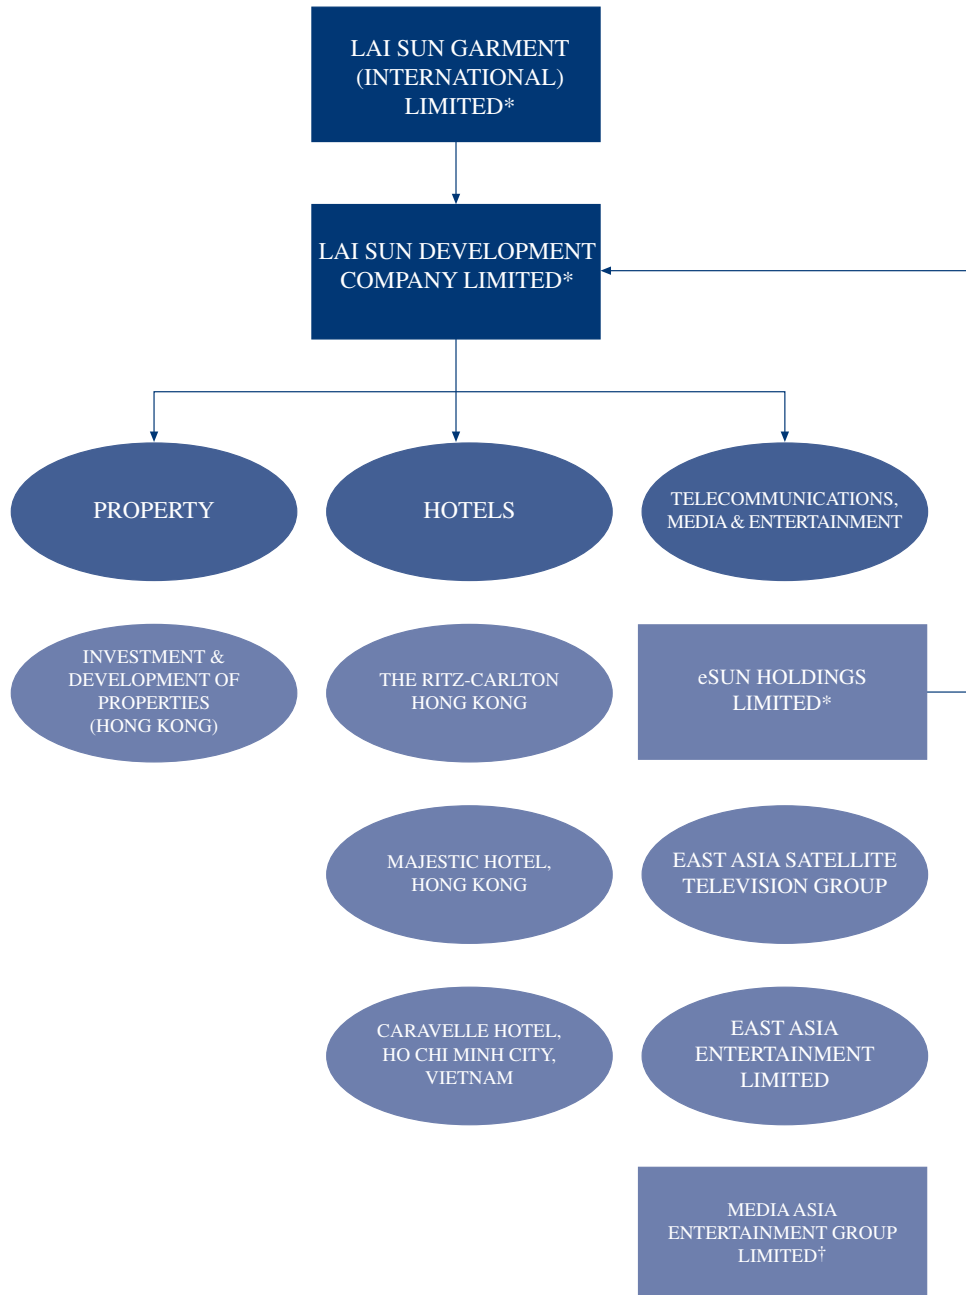 LAI SUN GARMENT
(INTERNATIONAL)
LIMITED*
LAI SUN DEVELOPMENT
COMPANY LIMITED*
PROPERTY
HOTELS
TELECOMMUNICATIONS,
MEDIA & ENTERTAINMENT
INVESTMENT &
DEVELOPMENT OF
PROPERTIES
(HONG KONG)
THE RITZ-CARLTON
HONG KONG
eSUN HOLDINGS
LIMITED*
MAJESTIC HOTEL,
HONG KONG
EAST ASIA SATELLITE
TELEVISION GROUP
CARAVELLE HOTEL,
HO CHI MINH CITY,
VIETNAM
EAST ASIA
ENTERTAINMENT
LIMITED
MEDIA ASIA
ENTERTAINMENT GROUP
LIMITED†